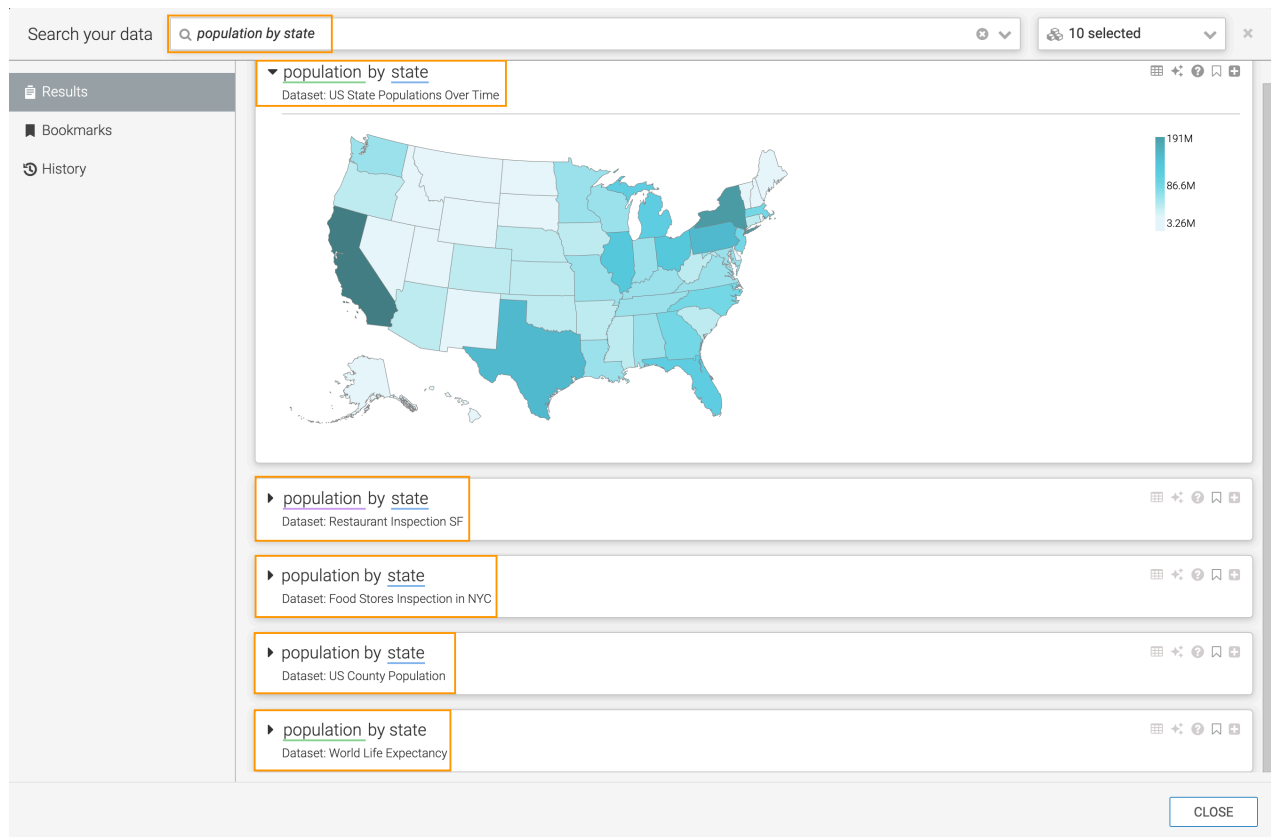 Search your data
population by state
10 selected
Results
Bookmarks
History
population by state
Dataset: US State Populations Over Time
191M
86.6M
3.26M
population by state
Dataset: Restaurant Inspection SF
population by state
Dataset: Food Stores Inspection in NYC
population by state
Dataset: US County Population
population by state
Dataset: World Life Expectancy
CLOSE